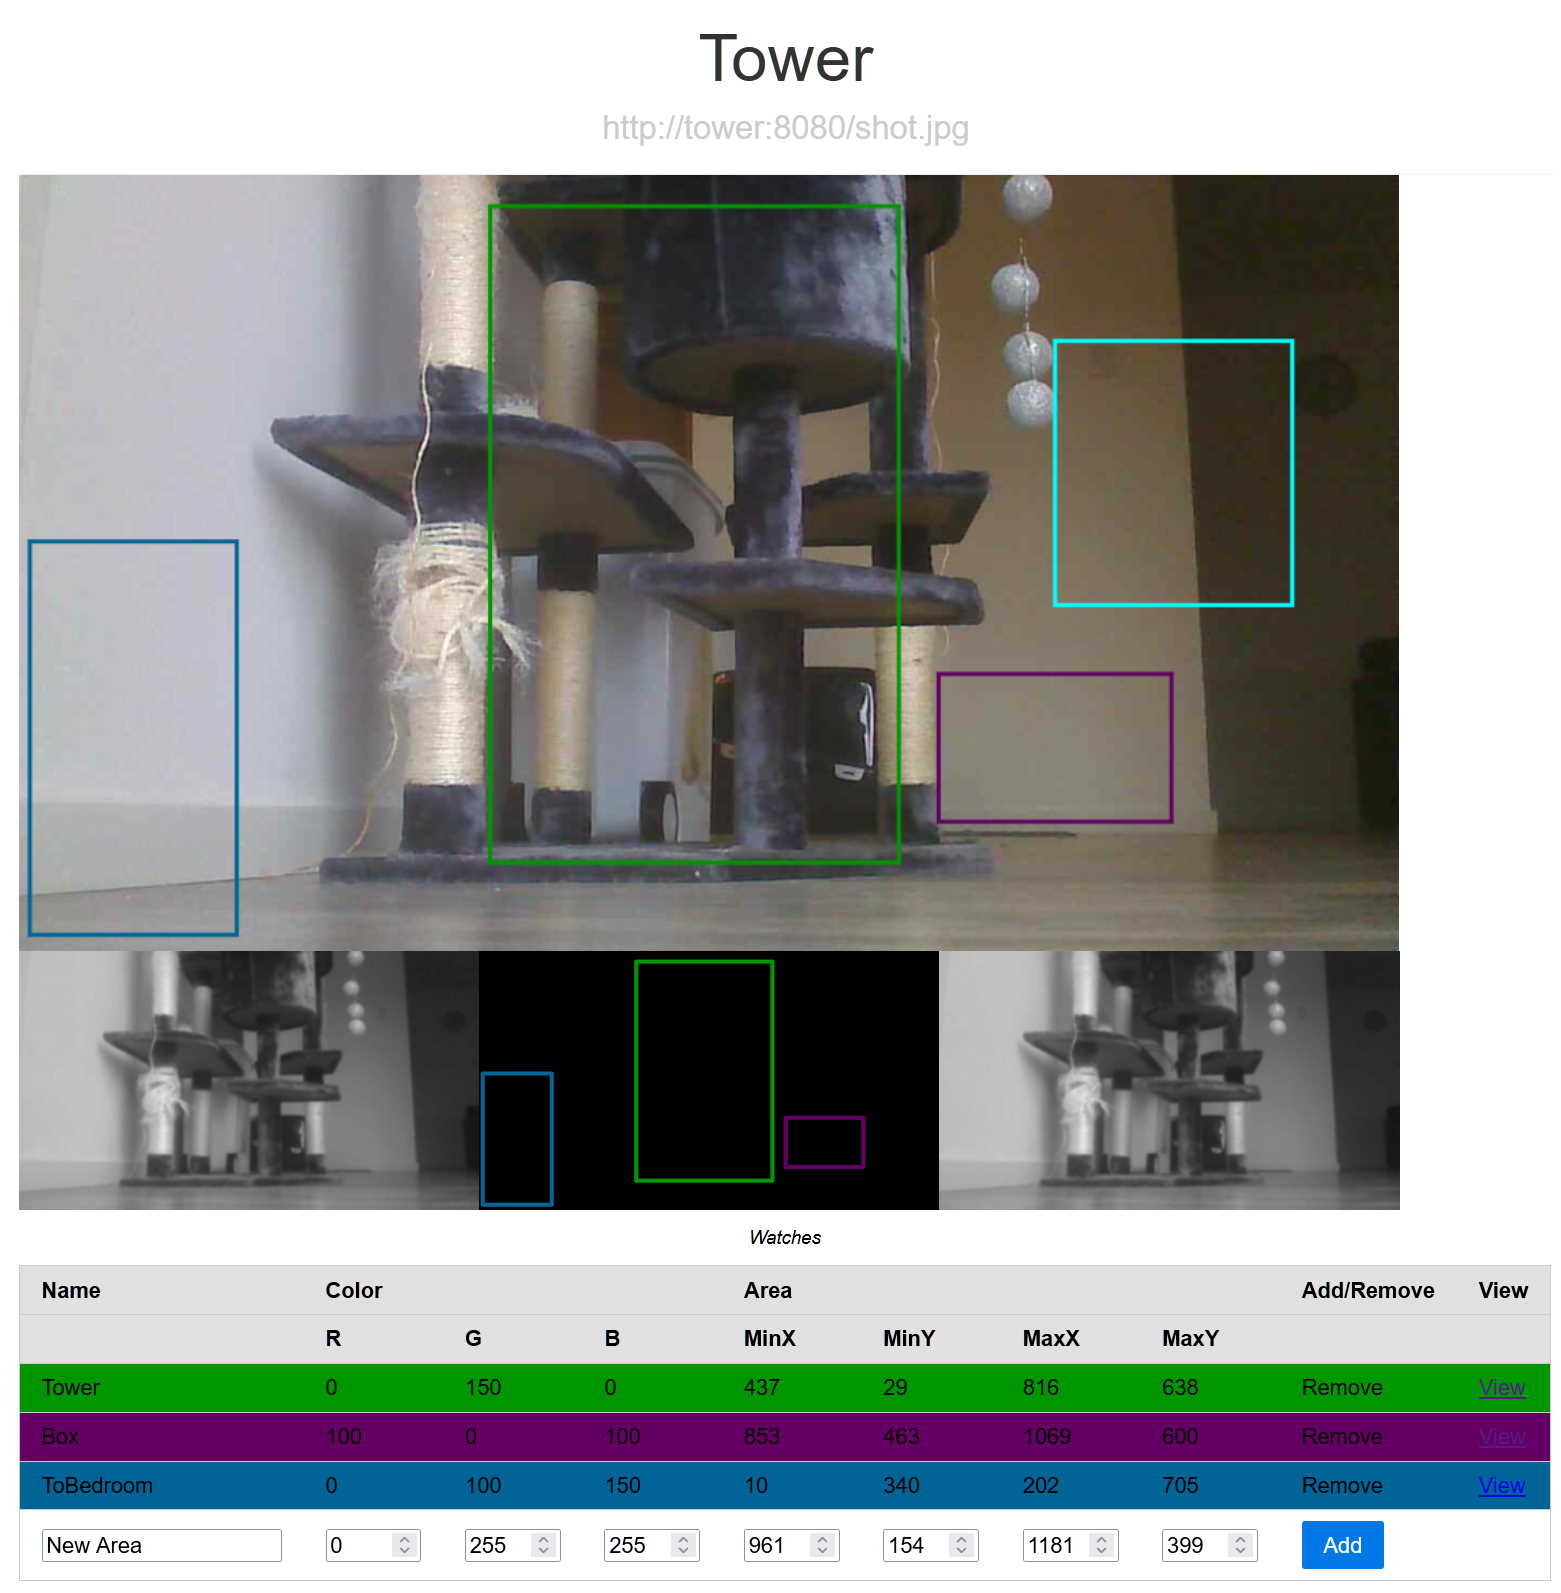 Tower
http://tower:8080/shot.jpg
Watches
Name Color Area Add/Remove View
R G B MinX MinY MaxX MaxY
Tower 0 150 0 437 29 816 638 Remove View
Box 100 0 100 853 463 1069 600 Remove View
ToBedroom 0 100 150 10 340 202 705 Remove View
New Area 0 255 255 961 154 1181 399 Add